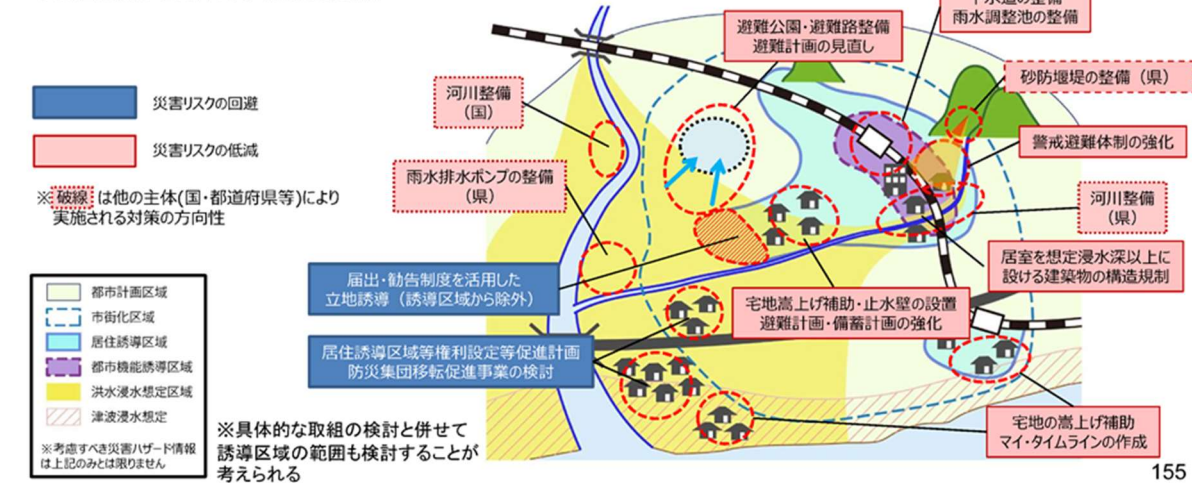 雨水調整池の整備
避難公園・避難路整備
避難計画の見直し
砂防堰堤の整備(県)
河川整備
(国)
災害リスクの回避
警戒避難体制の強化
災害リスクの低減
雨水排水ポンプの整備
(県)
※破線は他の主体(国・都道府県等)により
実施される対策の方向性
河川整備
(県)
居室を想定浸水深以上に
設ける建築物の構造規制
届出・勧告制度を活用した
立地誘導(誘導区域から除外)
宅地嵩上げ補助・止水壁の設置
避難計画・備蓄計画の強化
居住誘導区域等権利設定等促進計画
防災集団移転促進事業の検討
都市計画区域
市街化区域
居住誘導区域
都市機能誘導区域
洪水浸水想定区域
津波浸水想定
※考慮すべき災害ハザード情報
は上記のみとは限りません
※具体的な取組の検討と併せて
誘導区域の範囲も検討することが
考えられる
宅地の嵩上げ補助
マイ・タイムラインの作成
155